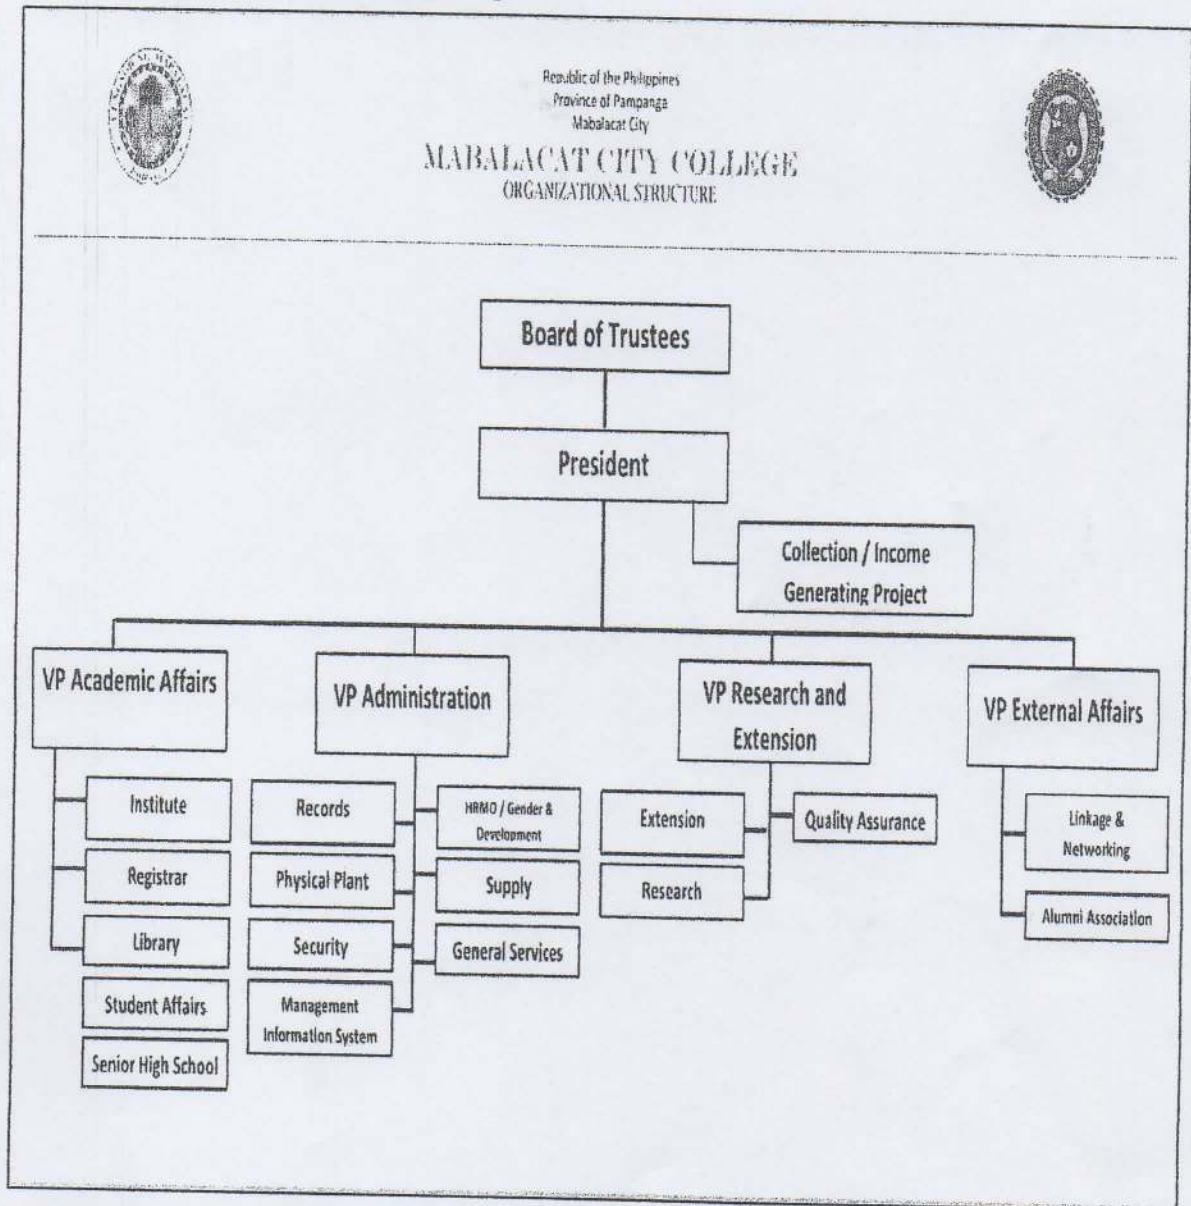 Republic of the Philippines
Province of Pampanga
Mabalacat City
MABALACAT CITY COLLEGE
ORGANIZATIONAL STRUCTURE
Board of Trustees
President
Collection / Income
Generating Project
VP Academic Affairs
VP Administration
VP Research and
Extension
VP External Affairs
Institute
Registrar
Library
Student Affairs
Senior High School
Records
Physical Plant
Security
Management
Information System
HRMO / Gender &
Development
Supply
General Services
Extension
Research
Quality Assurance
Linkage &
Networking
Alumni Association